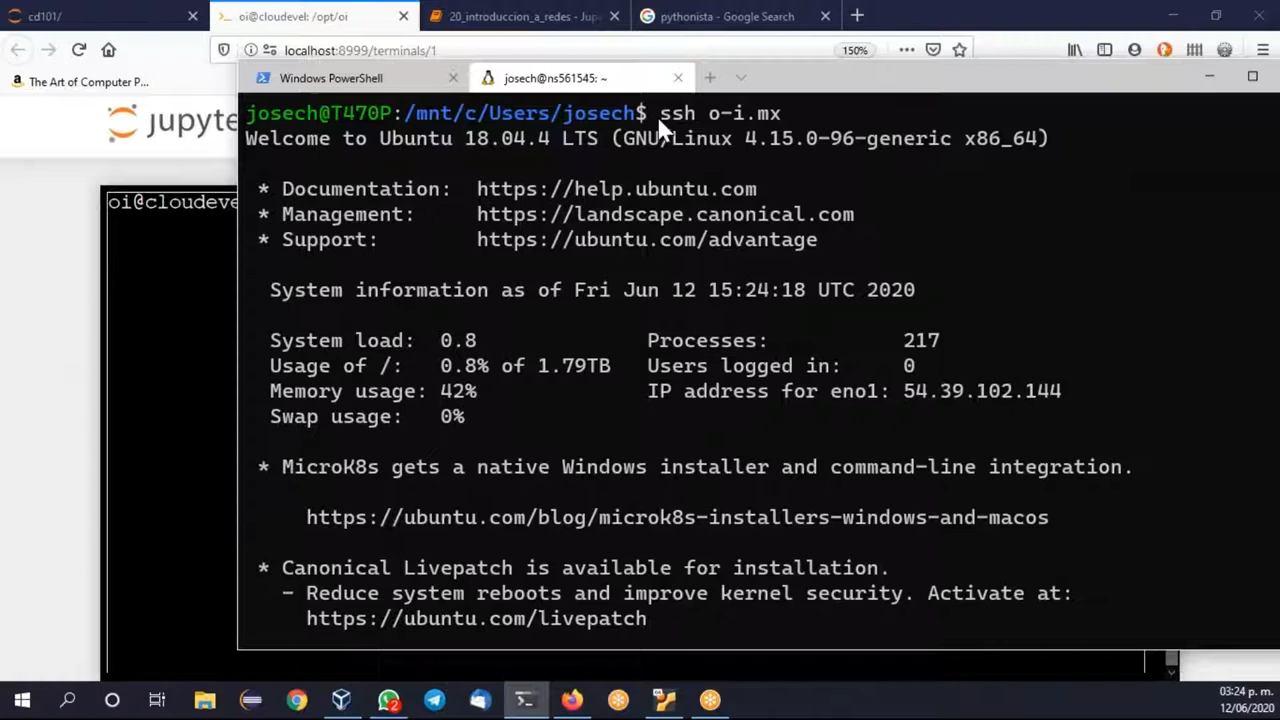 cd101/
oi@cloudevel: /opt/oi
20_introduccion_a_redes - Jup
pythonista - Google Search
localhost:8999/terminals/1
150%
The Art of Computer P...
Windows PowerShell
josech@ns561545: ~
jupyte
oi@cloudeve
josech@T470P:/mnt/c/Users/josech$ ssh o-i.mx
Welcome to Ubuntu 18.04.4 LTS (GNU/Linux 4.15.0-96-generic x86_64)
* Documentation: https://help.ubuntu.com
* Management: https://landscape.canonical.com
* Support: https://ubuntu.com/advantage
System information as of Fri Jun 12 15:24:18 UTC 2020
System load: 0.8 Processes: 217
Usage of /: 0.8% of 1.79TB Users logged in: 0
Memory usage: 42% IP address for eno1: 54.39.102.144
Swap usage: 0%
* MicroK8s gets a native Windows installer and command-line integration.
https://ubuntu.com/blog/microk8s-installers-windows-and-macos
* Canonical Livepatch is available for installation.
- Reduce system reboots and improve kernel security. Activate at:
https://ubuntu.com/livepatch
2
03:24 p. m.
12/06/2020